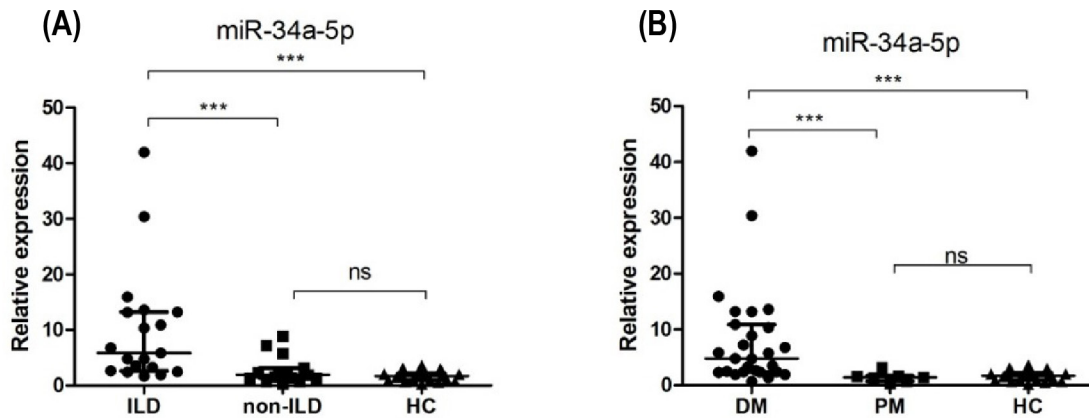 (A)
miR-34a-5p
***
***
ns
Relative expression
50
40
30
20
10
0
ILD
non-ILD
HC
(B)
miR-34a-5p
***
***
ns
Relative expression
50
40
30
20
10
0
DM
PM
HC